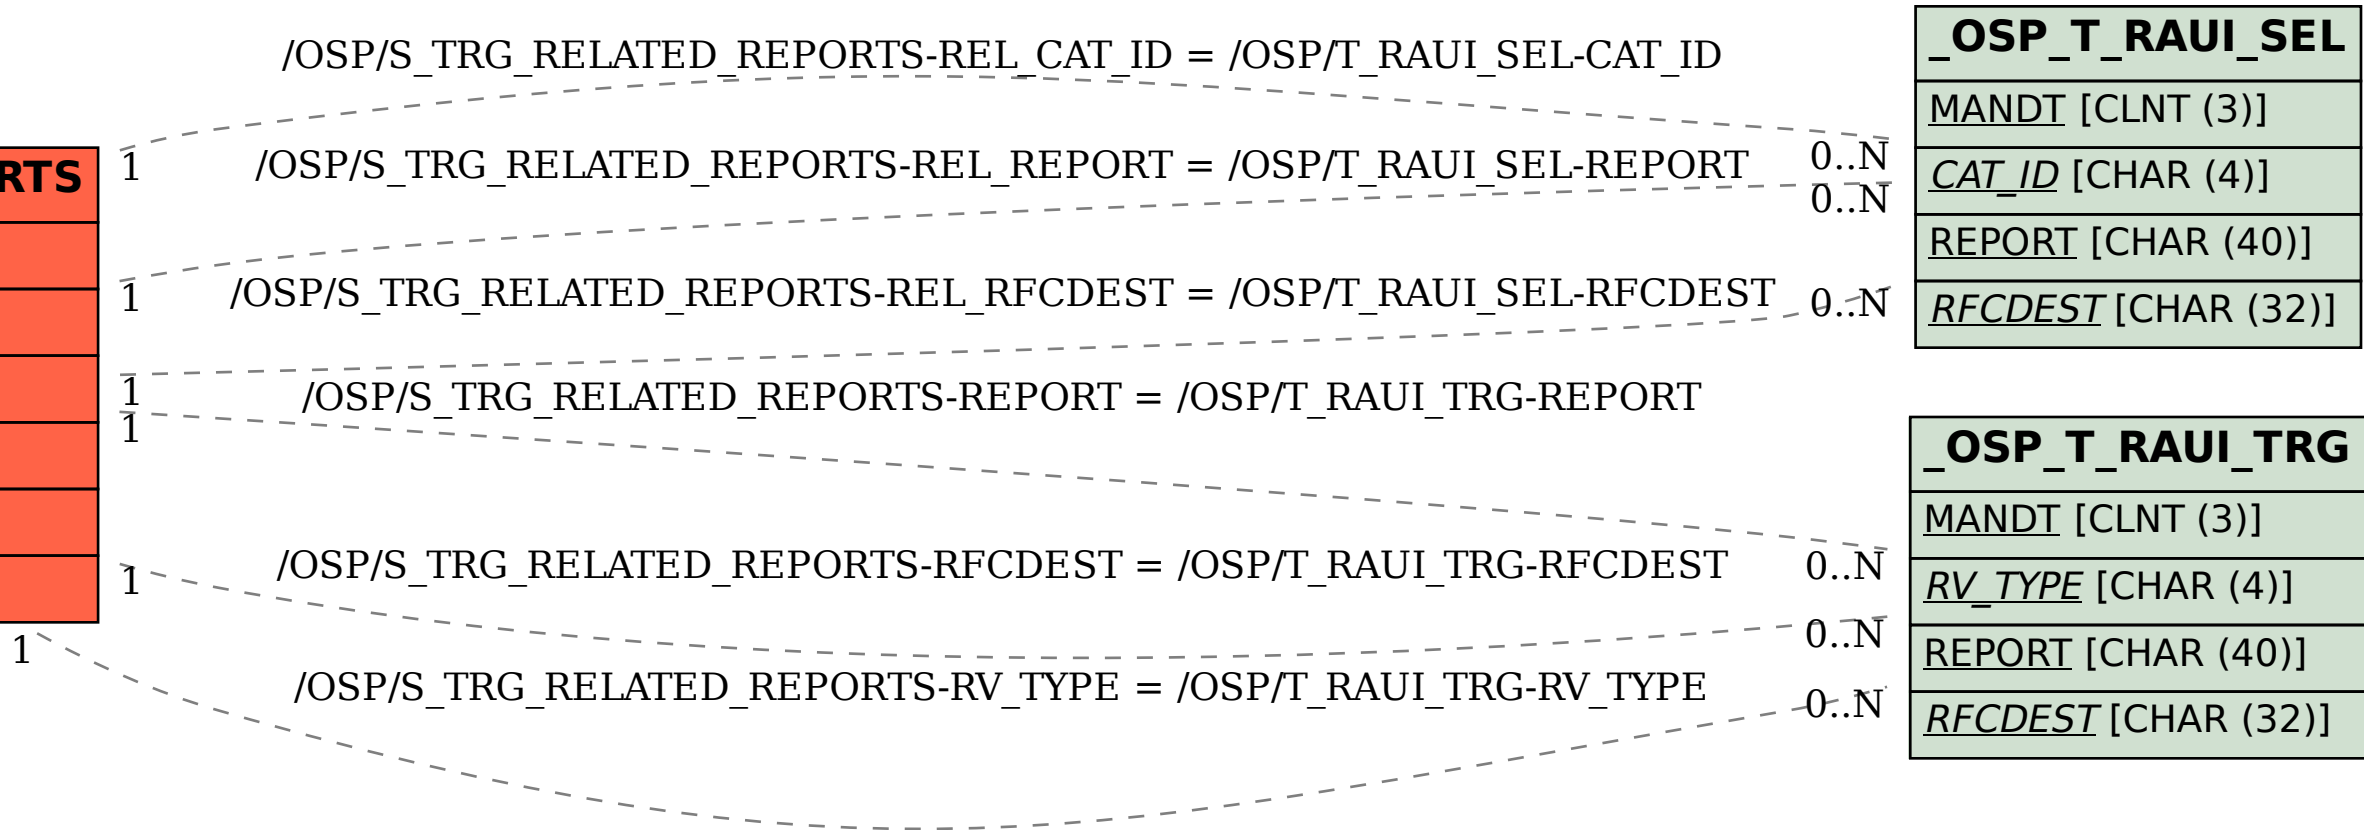 RTS
/OSP/S_TRG_RELATED_REPORTS-REL_CAT_ID = /OSP/T_RAUI_SEL-CAT_ID
1
0..N
/OSP/S_TRG_RELATED_REPORTS-REL_REPORT = /OSP/T_RAUI_SEL-REPORT
1
0..N
/OSP/S_TRG_RELATED_REPORTS-REL_RFCDEST = /OSP/T_RAUI_SEL-RFCDEST
1
0..N
/OSP/S_TRG_RELATED_REPORTS-REPORT = /OSP/T_RAUI_TRG-REPORT
1
0..N
/OSP/S_TRG_RELATED_REPORTS-RFCDEST = /OSP/T_RAUI_TRG-RFCDEST
1
0..N
/OSP/S_TRG_RELATED_REPORTS-RV_TYPE = /OSP/T_RAUI_TRG-RV_TYPE
1
0..N
_OSP_T_RAUI_SEL
MANDT [CLNT (3)]
CAT_ID [CHAR (4)]
REPORT [CHAR (40)]
RFCDEST [CHAR (32)]
_OSP_T_RAUI_TRG
MANDT [CLNT (3)]
RV_TYPE [CHAR (4)]
REPORT [CHAR (40)]
RFCDEST [CHAR (32)]